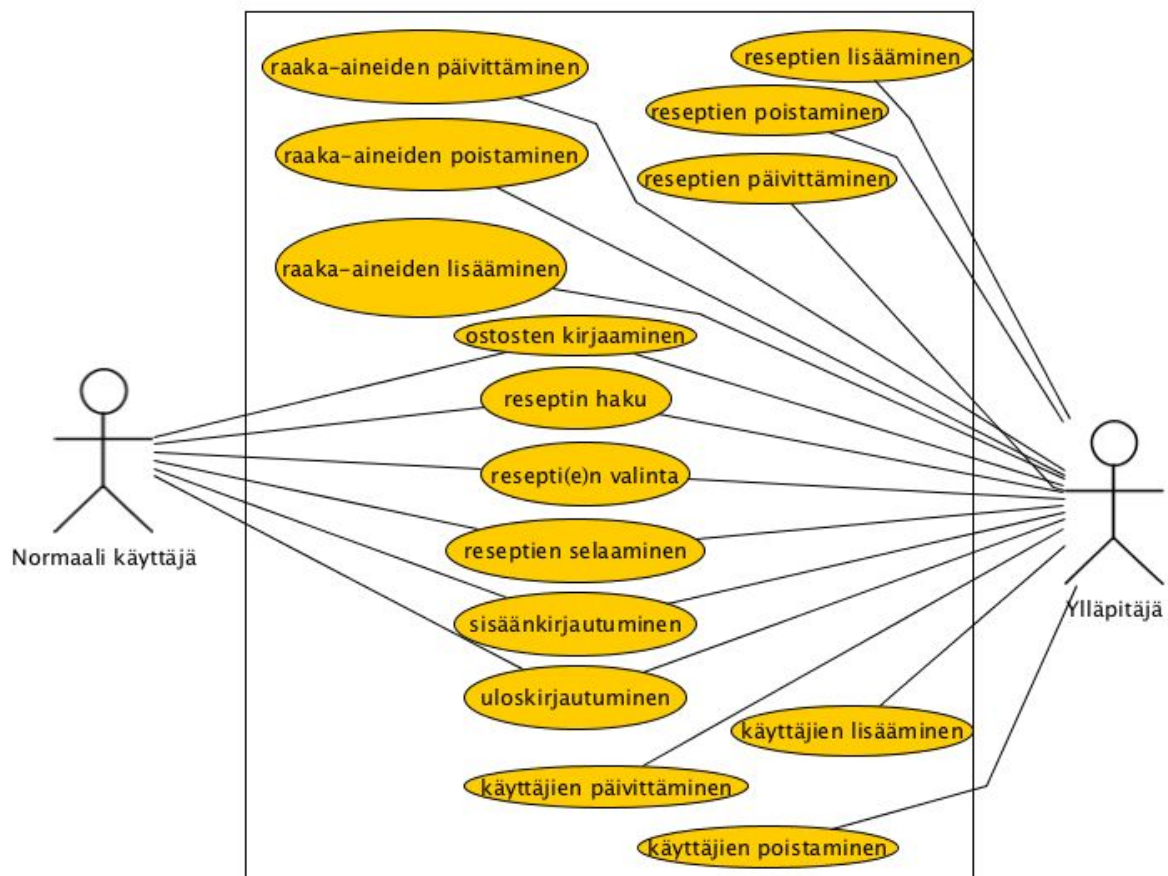 raaka-aineiden päivittäminen
reseptien lisääminen
reseptien poistaminen
raaka-aineiden poistaminen
reseptien päivittäminen
raaka-aineiden lisääminen
ostosten kirjaaminen
reseptin haku
resepti(e)n valinta
reseptien selaaminen
Normaali käyttäjä
Ylläpitäjä
sisäänkirjautuminen
uloskirjautuminen
käyttäjien lisääminen
käyttäjien päivittäminen
käyttäjien poistaminen